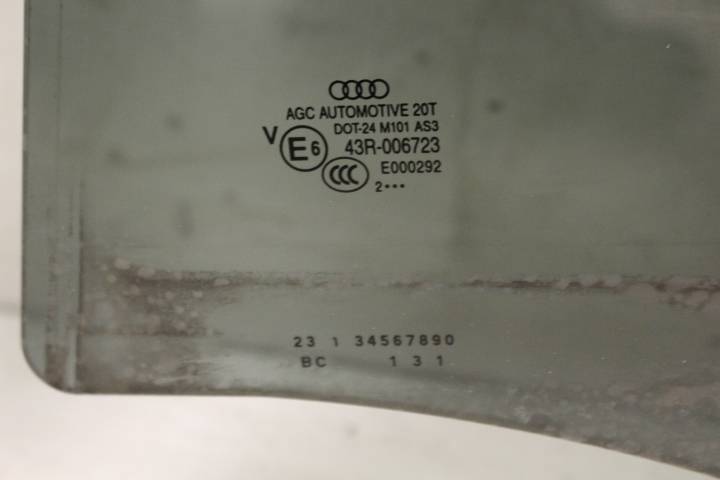 AGC AUTOMOTIVE 20T
DOT-24 M101 AS3
V E6 43R-006723
CCC E000292
2•••
23 1 34567890
BC 1 3 1